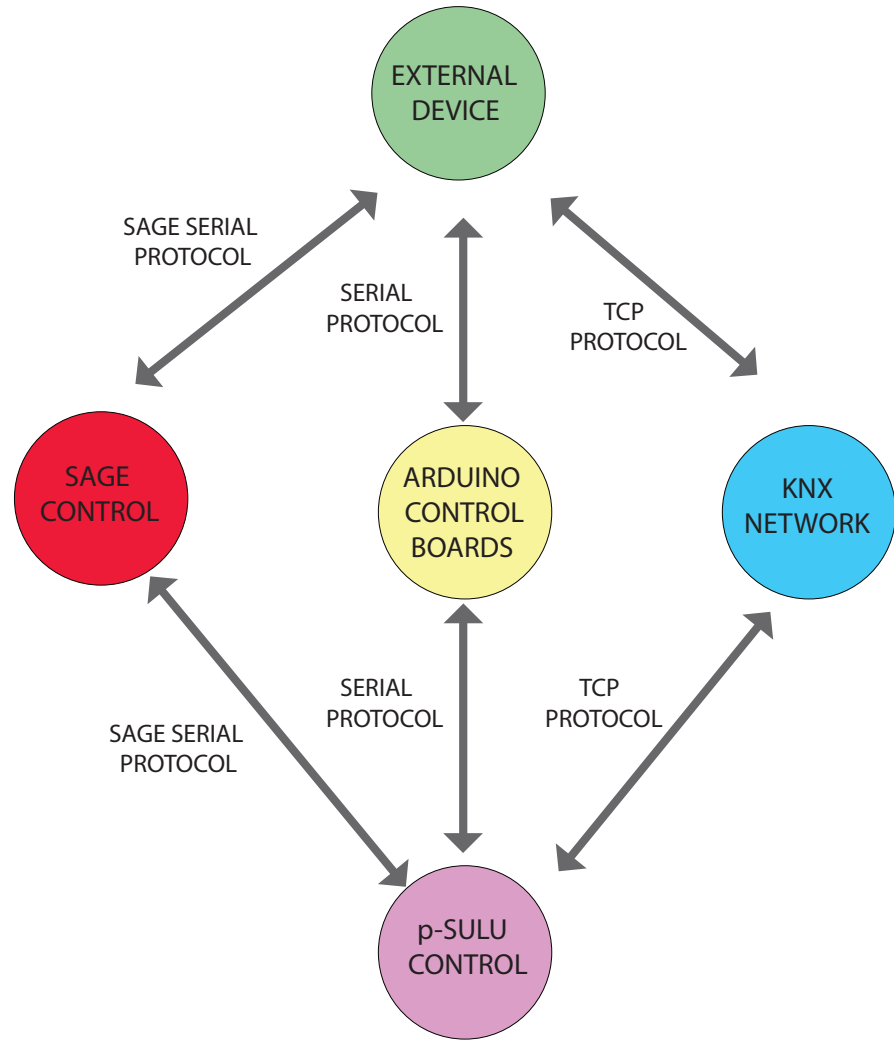 EXTERNAL
DEVICE
SAGE SERIAL
PROTOCOL
SERIAL
PROTOCOL
TCP
PROTOCOL
SAGE
CONTROL
ARDUINO
CONTROL
BOARDS
KNX
NETWORK
SAGE SERIAL
PROTOCOL
SERIAL
PROTOCOL
TCP
PROTOCOL
p-SULU
CONTROL